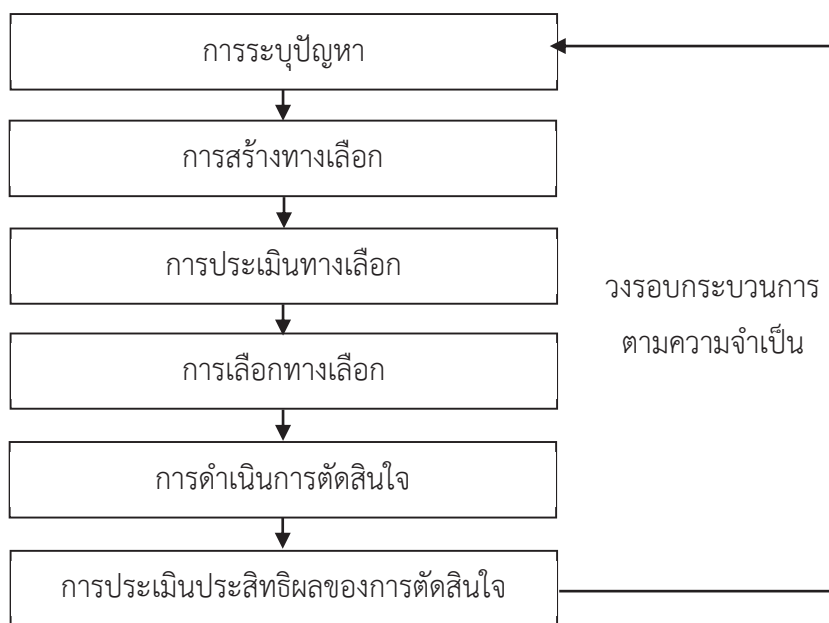 การระบุปัญหา
การสร้างทางเลือก
การประเมินทางเลือก
วงรอบกระบวนการ
ตามความจำเป็น
การเลือกทางเลือก
การดำเนินการตัดสินใจ
การประเมินประสิทธิผลของการตัดสินใจ